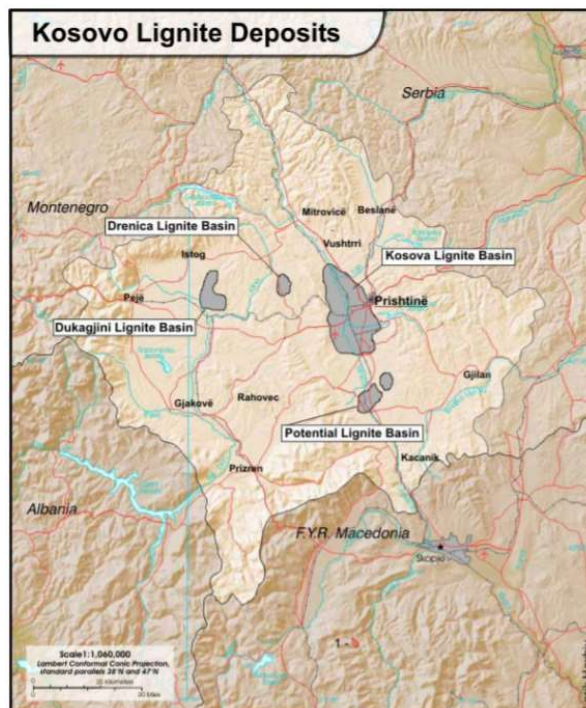 Kosovo Lignite Deposits
Serbia
Montenegro
Mitrovicë
Besianë
Drenica Lignite Basin
Vushtrri
Istog
Kosova Lignite Basin
Pejë
Prishtinë
Dukagjini Lignite Basin
Gjilan
Gjakovë
Rahovec
Potential Lignite Basin
Kacanik
Prizren
Albania
F.Y.R. Macedonia
Skopje
Scale1:1,060,000
Lambert Conformal Conic Projection,
standard parallels 38°N and 47°N